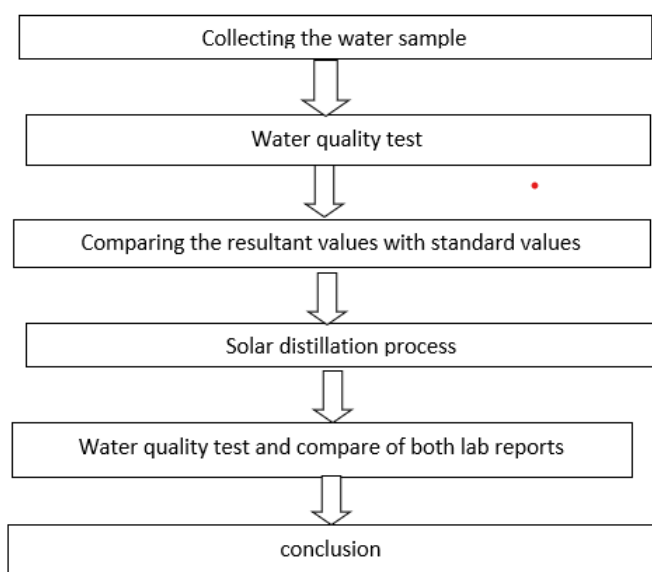 Collecting the water sample
Water quality test
Comparing the resultant values with standard values
Solar distillation process
Water quality test and compare of both lab reports
conclusion